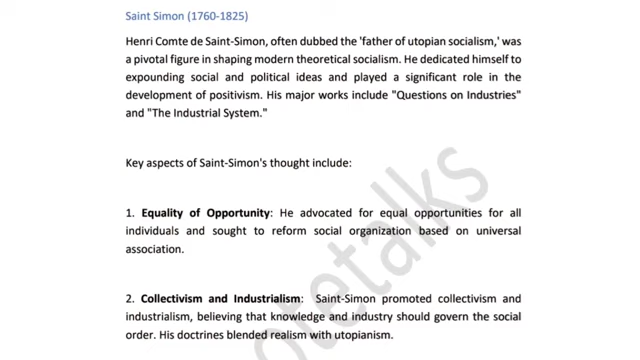 Saint Simon (1760-1825)
Henri Comte de Saint-Simon, often dubbed the 'father of utopian socialism,' was
a pivotal figure in shaping modern theoretical socialism. He dedicated himself to
expounding social and political ideas and played a significant role in the
development of positivism. His major works include "Questions on Industries"
and "The Industrial System."
Key aspects of Saint-Simon's thought include:
1. Equality of Opportunity: He advocated for equal opportunities for all
individuals and sought to reform social organization based on universal
association.
2. Collectivism and Industrialism: Saint-Simon promoted collectivism and
industrialism, believing that knowledge and industry should govern the social
order. His doctrines blended realism with utopianism.